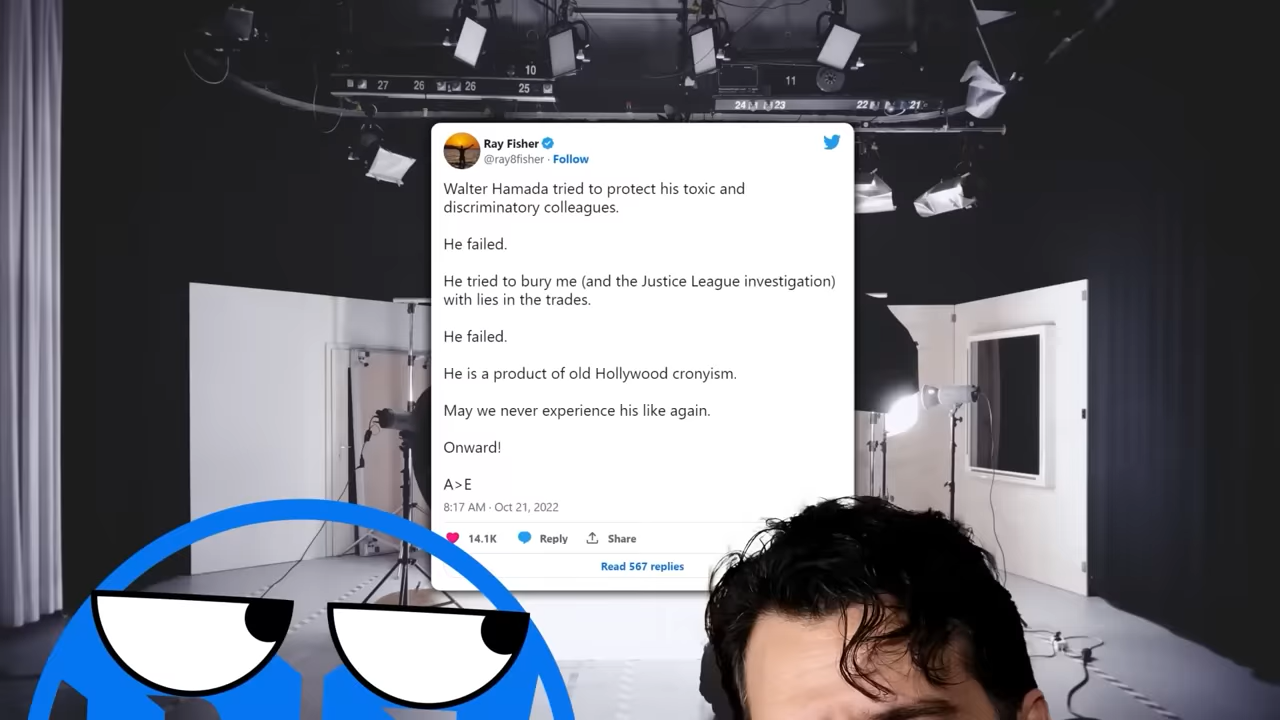 10
27 26 26 25
11
24 23 22 21
Ray Fisher
@ray8fisher · Follow
Walter Hamada tried to protect his toxic and
discriminatory colleagues.
He failed.
He tried to bury me (and the Justice League investigation)
with lies in the trades.
He failed.
He is a product of old Hollywood cronyism.
May we never experience his like again.
Onward!
A>E
8:17 AM · Oct 21, 2022
14.1K Reply Share
Read 567 replies